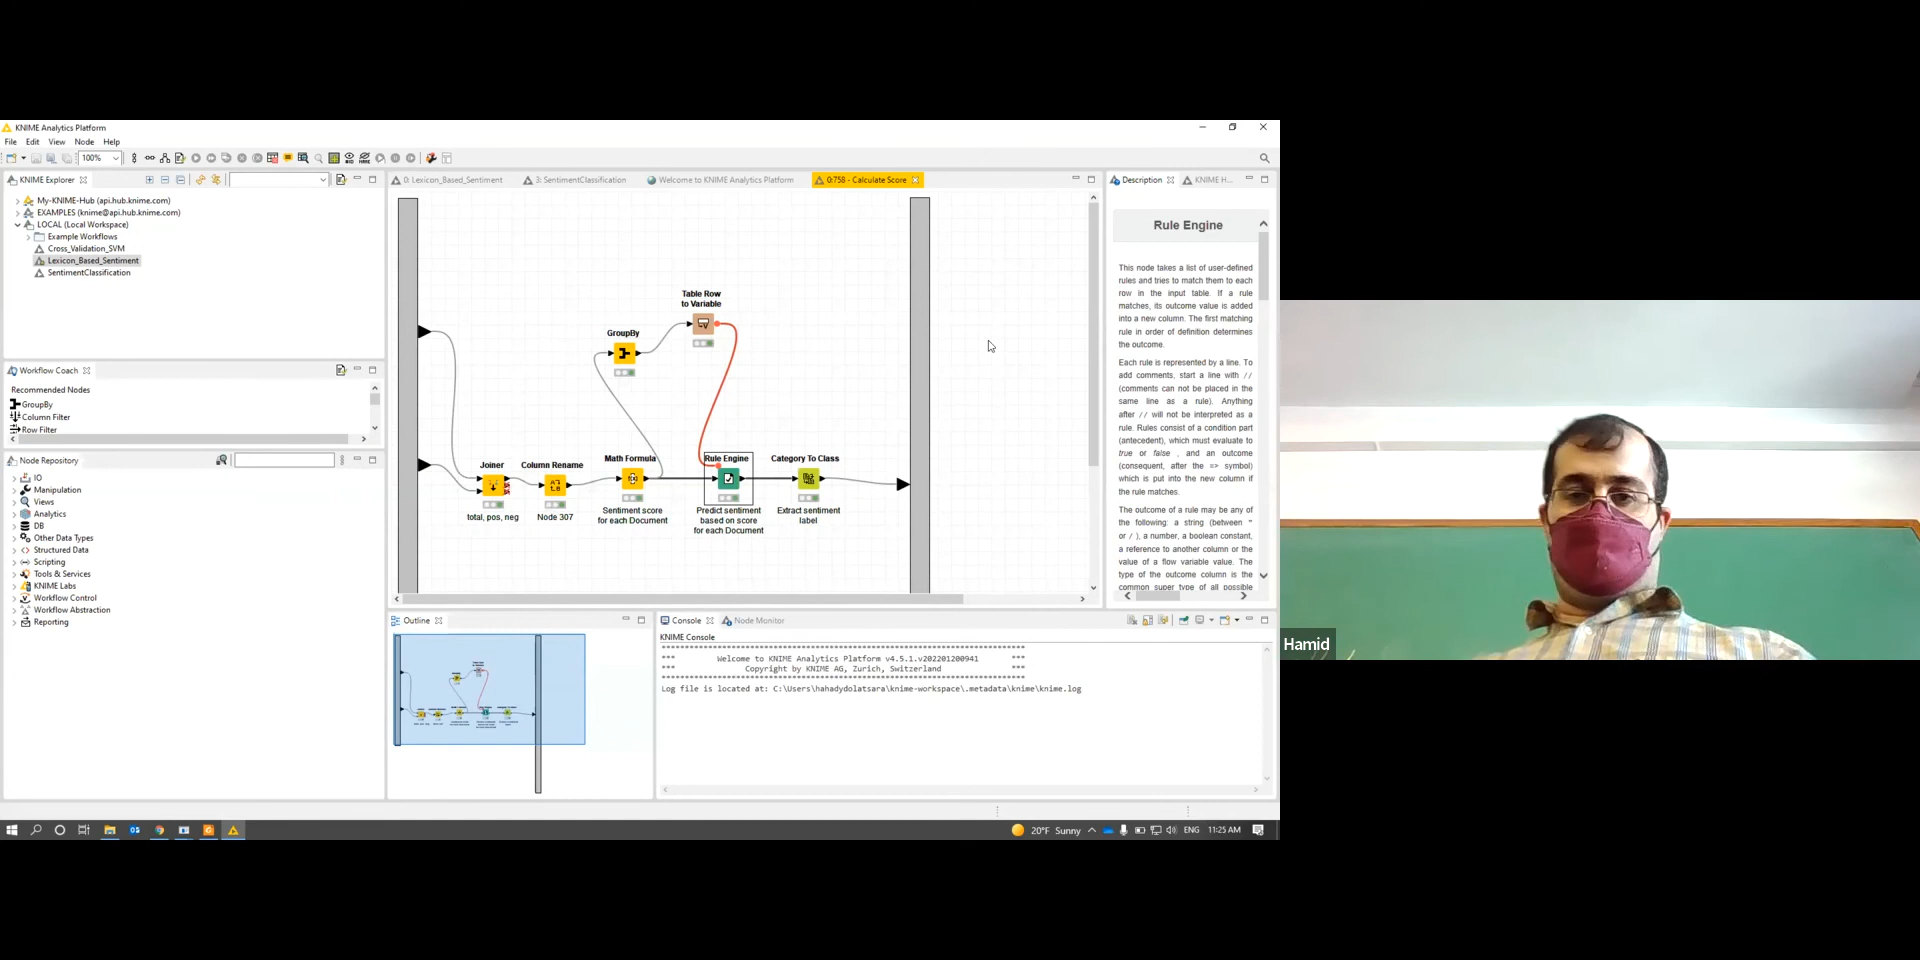 KNIME Analytics Platform
File Edit View Node Help
100%
KNIME Explorer
My-KNIME-Hub (api.hub.knime.com)
EXAMPLES (knime@api.hub.knime.com)
LOCAL (Local Workspace)
Example Workflows
Cross_Validation_SVM
Lexicon_Based_Sentiment
SentimentClassification
Workflow Coach
Recommended Nodes
GroupBy
Column Filter
Row Filter
Node Repository
IO
Manipulation
Views
Analytics
DB
Other Data Types
Structured Data
Scripting
Tools & Services
KNIME Labs
Workflow Control
Workflow Abstraction
Reporting
0: Lexicon_Based_Sentiment
3: SentimentClassification
Welcome to KNIME Analytics Platform
0:758 - Calculate Score
Table Row
to Variable
GroupBy
Joiner
total, pos, neg
Column Rename
Node 307
Math Formula
Sentiment score
for each Document
Rule Engine
Predict sentiment
based on score
for each Document
Category To Class
Extract sentiment
label
Description
KNIME H...
Rule Engine
This node takes a list of user-defined
rules and tries to match them to each
row in the input table. If a rule
matches, its outcome value is added
into a new column. The first matching
rule in order of definition determines
the outcome.
Each rule is represented by a line. To
add comments, start a line with //
(comments can not be placed in the
same line as a rule). Anything
after // will not be interpreted as a
rule. Rules consist of a condition part
(antecedent), which must evaluate to
true or false , and an outcome
(consequent, after the => symbol)
which is put into the new column if
the rule matches.
The outcome of a rule may be any of
the following: a string (between "
or / ), a number, a boolean constant,
a reference to another column or the
value of a flow variable value. The
type of the outcome column is the
common super type of all possible
Outline
Console
Node Monitor
KNIME Console
*** Welcome to KNIME Analytics Platform v4.5.1.v202201200941 ***
*** Copyright by KNIME AG, Zurich, Switzerland ***
Log file is located at: C:\Users\hahadydolatsara\knime-workspace\.metadata\knime\knime.log
20°F Sunny
ENG
11:25 AM
Hamid